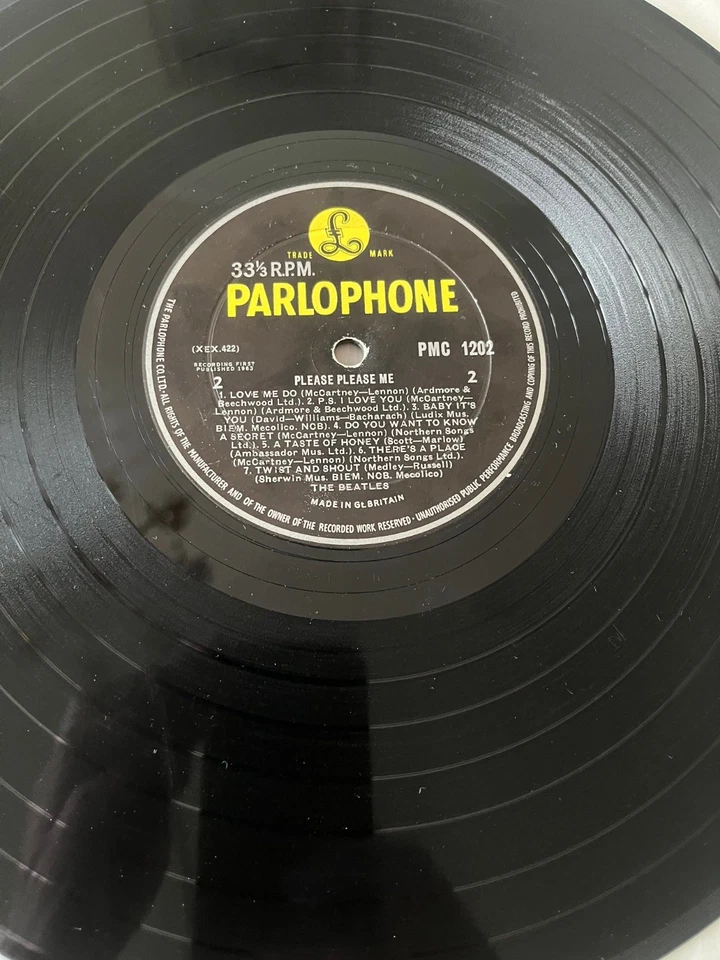 £
TRADE MARK
33⅓ R.P.M.
PARLOPHONE
(XEX.422)
PMC 1202
RECORDING FIRST
PUBLISHED 1963
2 PLEASE PLEASE ME 2
1. LOVE ME DO (McCartney—Lennon) (Ardmore &
Beechwood Ltd.). 2. P.S. I LOVE YOU (McCartney—
Lennon) (Ardmore & Beechwood Ltd.) 3. BABY IT'S
YOU (David—Williams—Bacharach) (Ludix Mus.
BIEM. Mecolico. NCB). 4. DO YOU WANT TO KNOW
A SECRET (McCartney—Lennon) (Northern Songs
Ltd.). 5. A TASTE OF HONEY (Scott—Marlow)
(Ambassador Mus. Ltd.). 6. THERE'S A PLACE
(McCartney—Lennon) (Northern Songs Ltd.)
7. TWIST AND SHOUT (Medley—Russell)
(Sherwin Mus. BIEM. NOB. Mecolico)
THE BEATLES
MADE IN Gt. BRITAIN
THE PARLOPHONE CO. LTD · ALL RIGHTS OF THE MANUFACTURER AND OF THE OWNER OF THE RECORDED WORK RESERVED · UNAUTHORISED PUBLIC PERFORMANCE BROADCASTING AND COPYING OF THIS RECORD PROHIBITED